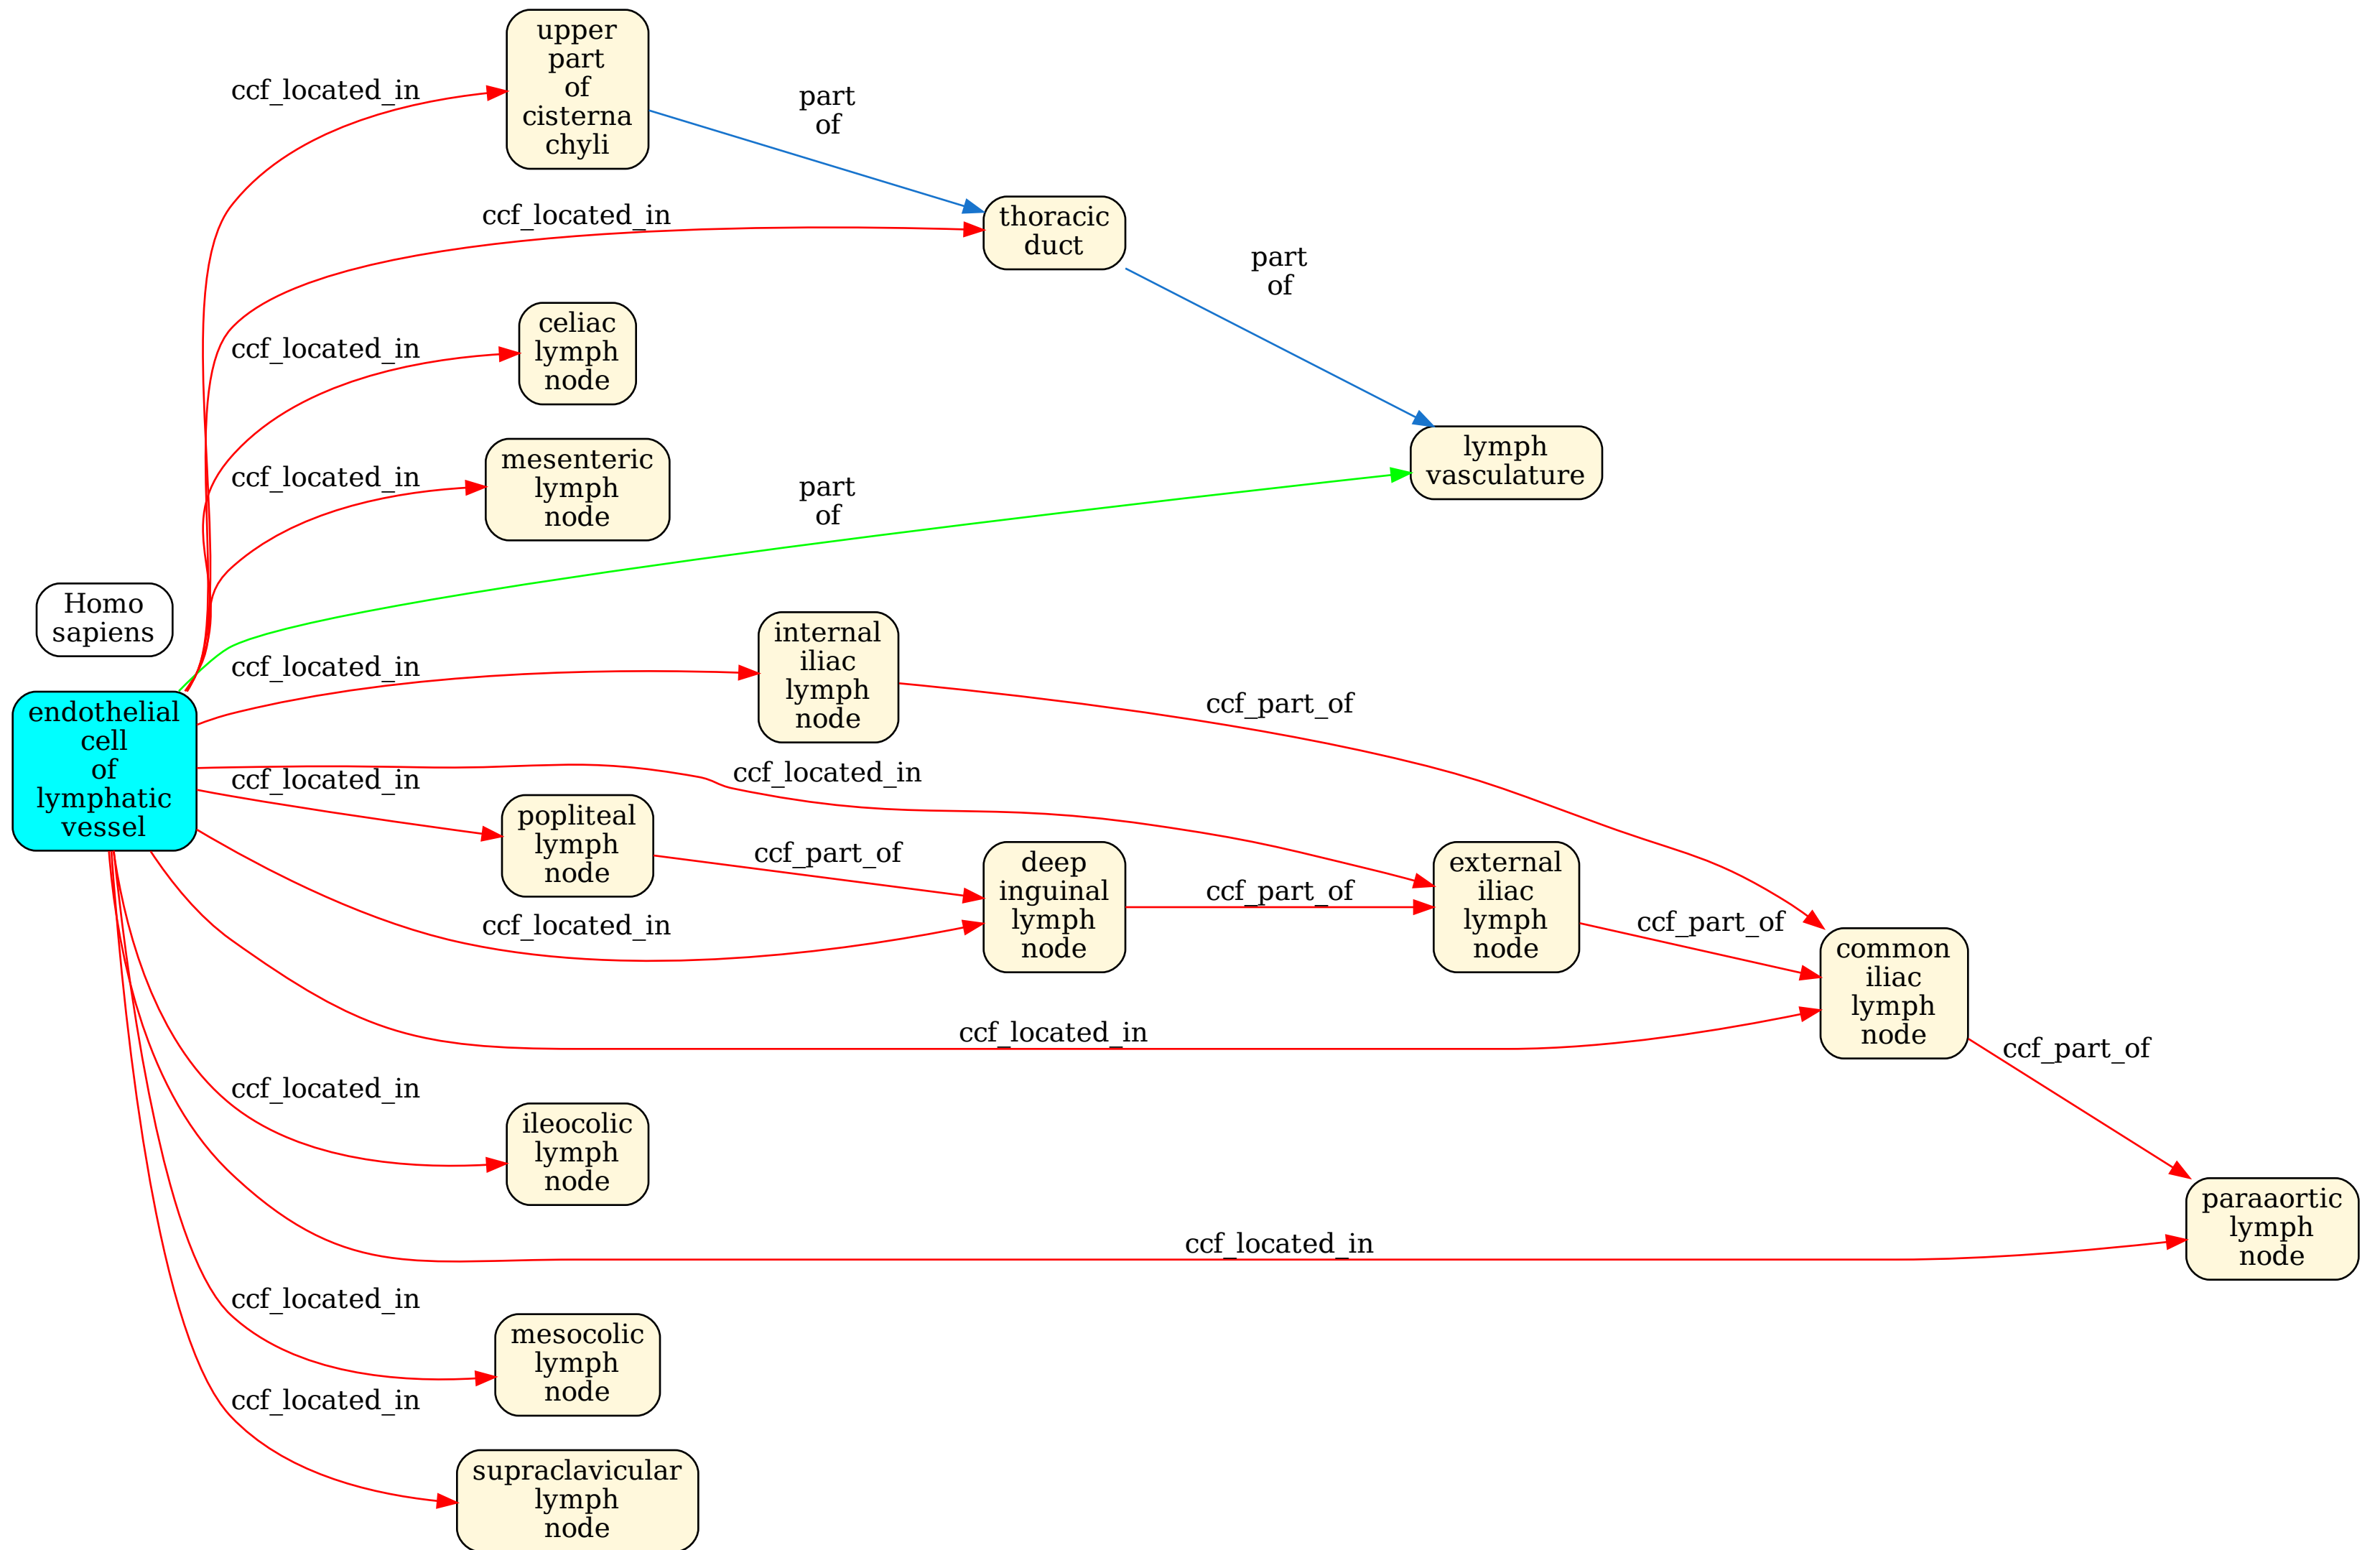 upper
part
of
cisterna
chyli
ccf_located_in
part
of
ccf_located_in
thoracic
duct
part
of
celiac
lymph
node
ccf_located_in
mesenteric
lymph
node
ccf_located_in
lymph
vasculature
part
of
Homo
sapiens
internal
iliac
lymph
node
ccf_located_in
ccf_part_of
endothelial
cell
of
lymphatic
vessel
ccf_located_in
ccf_located_in
popliteal
lymph
node
ccf_part_of
deep
inguinal
lymph
node
ccf_part_of
external
iliac
lymph
node
ccf_part_of
ccf_located_in
common
iliac
lymph
node
ccf_located_in
ccf_part_of
ccf_located_in
ileocolic
lymph
node
paraaortic
lymph
node
ccf_located_in
ccf_located_in
mesocolic
lymph
node
ccf_located_in
supraclavicular
lymph
node